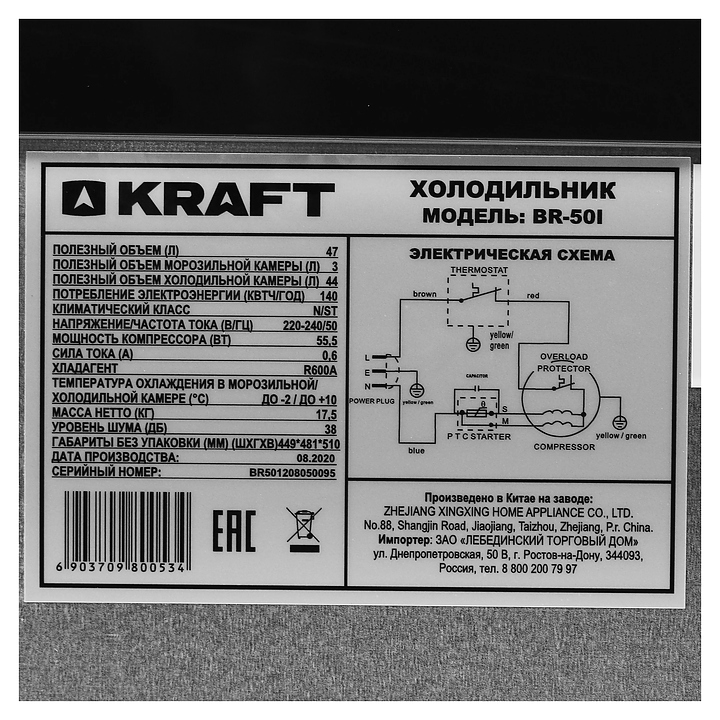 KRAFT
ХОЛОДИЛЬНИК
МОДЕЛЬ: BR-50I
ПОЛЕЗНЫЙ ОБЪЕМ (Л) 47
ПОЛЕЗНЫЙ ОБЪЕМ МОРОЗИЛЬНОЙ КАМЕРЫ (Л) 3
ПОЛЕЗНЫЙ ОБЪЕМ ХОЛОДИЛЬНОЙ КАМЕРЫ (Л) 44
ПОТРЕБЛЕНИЕ ЭЛЕКТРОЭНЕРГИИ (КВТЧ/ГОД) 140
КЛИМАТИЧЕСКИЙ КЛАСС N/ST
НАПРЯЖЕНИЕ/ЧАСТОТА ТОКА (В/ГЦ) 220-240/50
МОЩНОСТЬ КОМПРЕССОРА (ВТ) 55,5
СИЛА ТОКА (А) 0,6
ХЛАДАГЕНТ R600A
ТЕМПЕРАТУРА ОХЛАЖДЕНИЯ В МОРОЗИЛЬНОЙ/
ХОЛОДИЛЬНОЙ КАМЕРЕ (°С) ДО -2 / ДО +10
МАССА НЕТТО (КГ) 17,5
УРОВЕНЬ ШУМА (ДБ) 38
ГАБАРИТЫ БЕЗ УПАКОВКИ (ММ) (ШХГХВ)449*481*510
ДАТА ПРОИЗВОДСТВА: 08.2020
СЕРИЙНЫЙ НОМЕР: BR501208050095
6 903709 800534
EAC
ЭЛЕКТРИЧЕСКАЯ СХЕМА
THERMOSTAT
brown
red
yellow/
green
L
E
N
POWER PLUG
yellow / green
blue
CAPACITOR
θ
S
M
P T C STARTER
OVERLOAD
PROTECTOR
COMPRESSOR
yellow / green
Произведено в Китае на заводе:
ZHEJIANG XINGXING HOME APPLIANCE CO., LTD.
No.88, Shangjin Road, Jiaojiang, Taizhou, Zhejiang, P.r. China.
Импортер: ЗАО «ЛЕБЕДИНСКИЙ ТОРГОВЫЙ ДОМ»
ул. Днепропетровская, 50 В, г. Ростов-на-Дону, 344093,
Россия, тел. 8 800 200 79 97